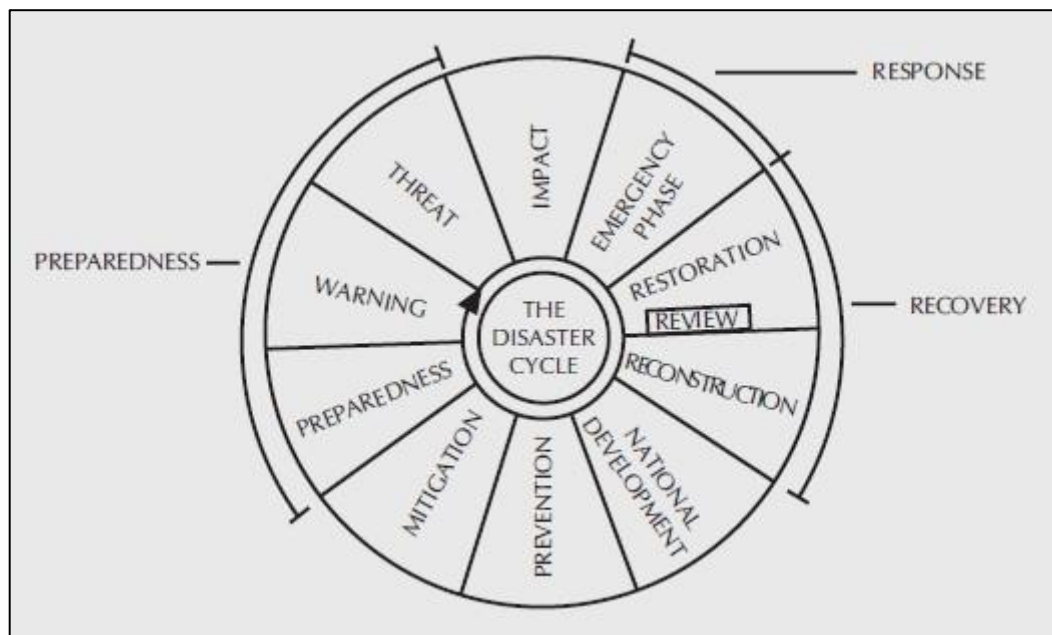 RESPONSE
IMPACT
THREAT
EMERGENCY
PHASE
PREPAREDNESS
WARNING
RESTORATION
REVIEW
RECOVERY
THE
DISASTER
CYCLE
PREPAREDNESS
RECONSTRUCTION
MITIGATION
PREVENTION
NATIONAL
DEVELOPMENT